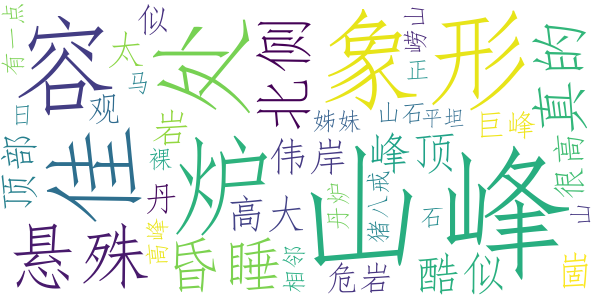 有一点
似
太
马
容
处
北侧
象形
崂山
正
真的
四
观
岩
姊妹
山石
平坦
巨峰
顶部
佳
裸
炉
伟岸
峰顶
很高
丹
高大
丹炉
猪八戒
山峰
石
山
悬殊
高峰
昏睡
相邻
危岩
酷似